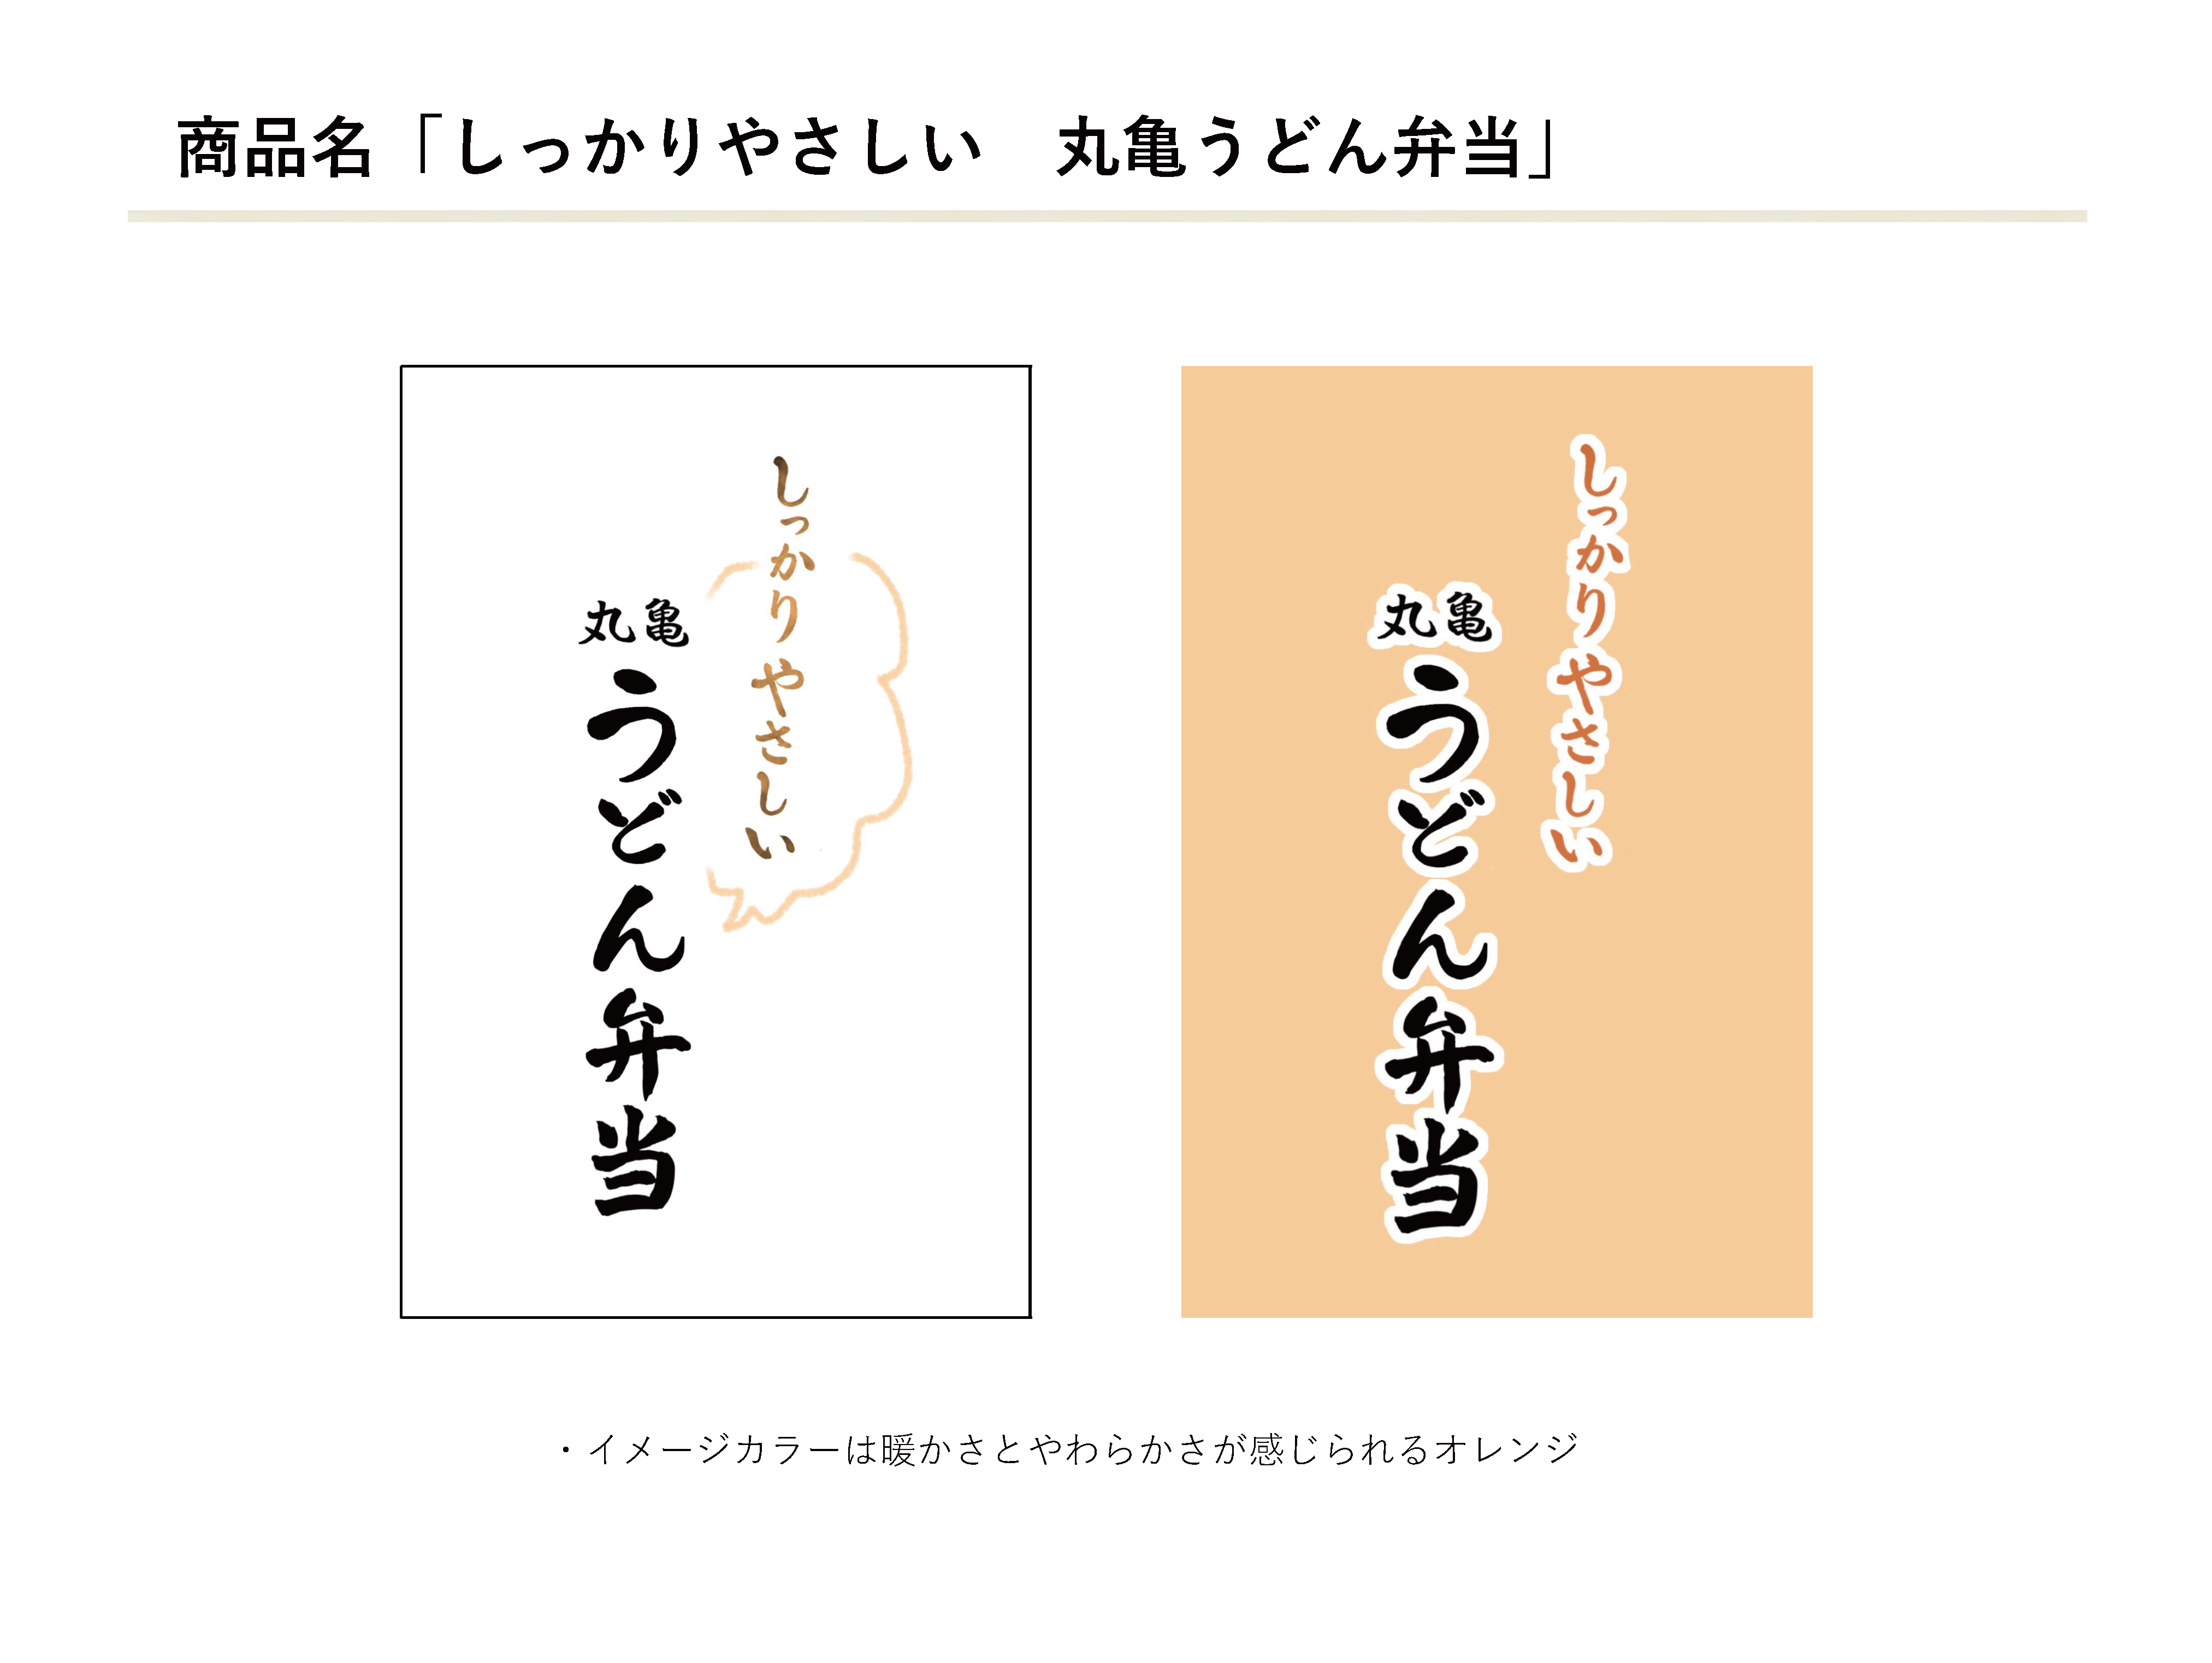 商品名「しっかりやさしい　丸亀うどん弁当」
しっかりやさしい
丸亀
うどん弁当
しっかりやさしい
丸亀
うどん弁当
・イメージカラーは暖かさとやわらかさが感じられるオレンジ